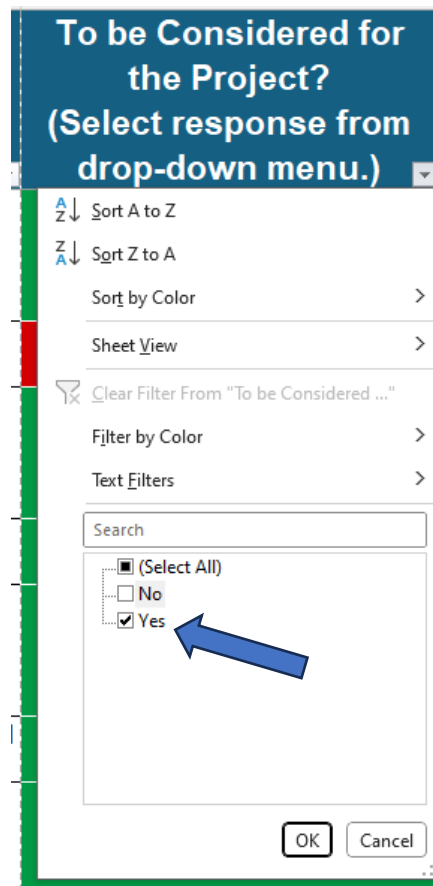 To be Considered for
the Project?
(Select response from
drop-down menu.)
Sort A to Z
Sort Z to A
Sort by Color
Sheet View
Clear Filter From "To be Considered ..."
Filter by Color
Text Filters
Search
(Select All)
No
Yes
OK Cancel